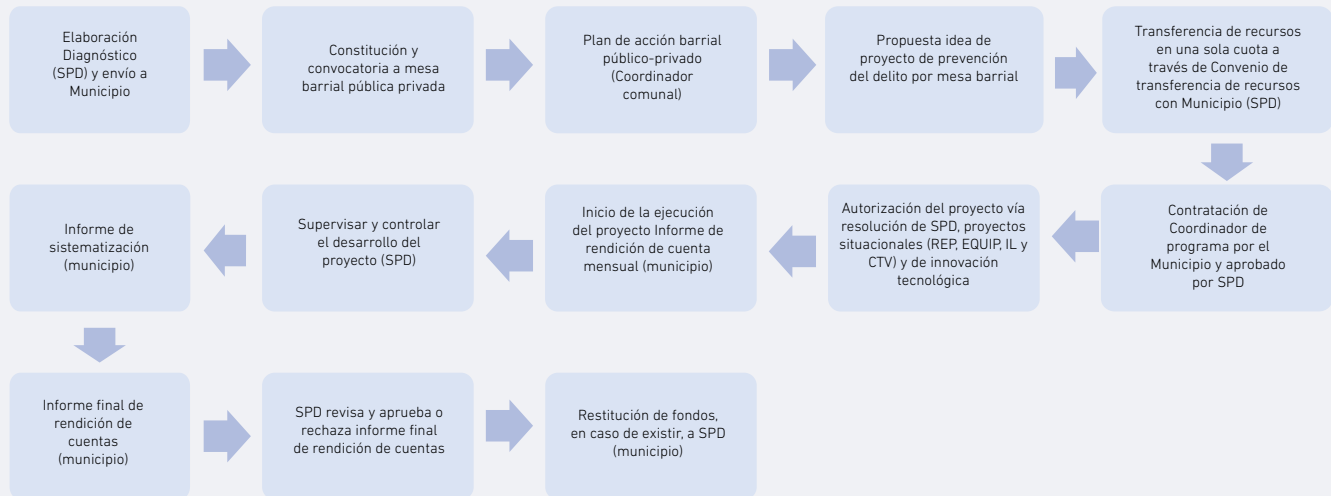 Elaboración
Diagnóstico
(SPD) y envío a
Municipio
Constitución y
convocatoria a mesa
barrial pública privada
Plan de acción barrial
público-privado
(Coordinador
comunal)
Propuesta idea de
proyecto de prevención
del delito por mesa barrial
Transferencia de recursos
en una sola cuota a
través de Convenio de
transferencia de recursos
con Municipio (SPD)
Contratación de
Coordinador de
programa por el
Municipio y aprobado
por SPD
Autorización del proyecto vía
resolución de SPD, proyectos
situacionales (REP, EQUIP, IL y
CTV) y de innovación
tecnológica
Inicio de la ejecución
del proyecto Informe de
rendición de cuenta
mensual (municipio)
Supervisar y controlar
el desarrollo del
proyecto (SPD)
Informe de
sistematización
(municipio)
Informe final de
rendición de
cuentas
(municipio)
SPD revisa y aprueba o
rechaza informe final
de rendición de cuentas
Restitución de fondos,
en caso de existir, a SPD
(municipio)